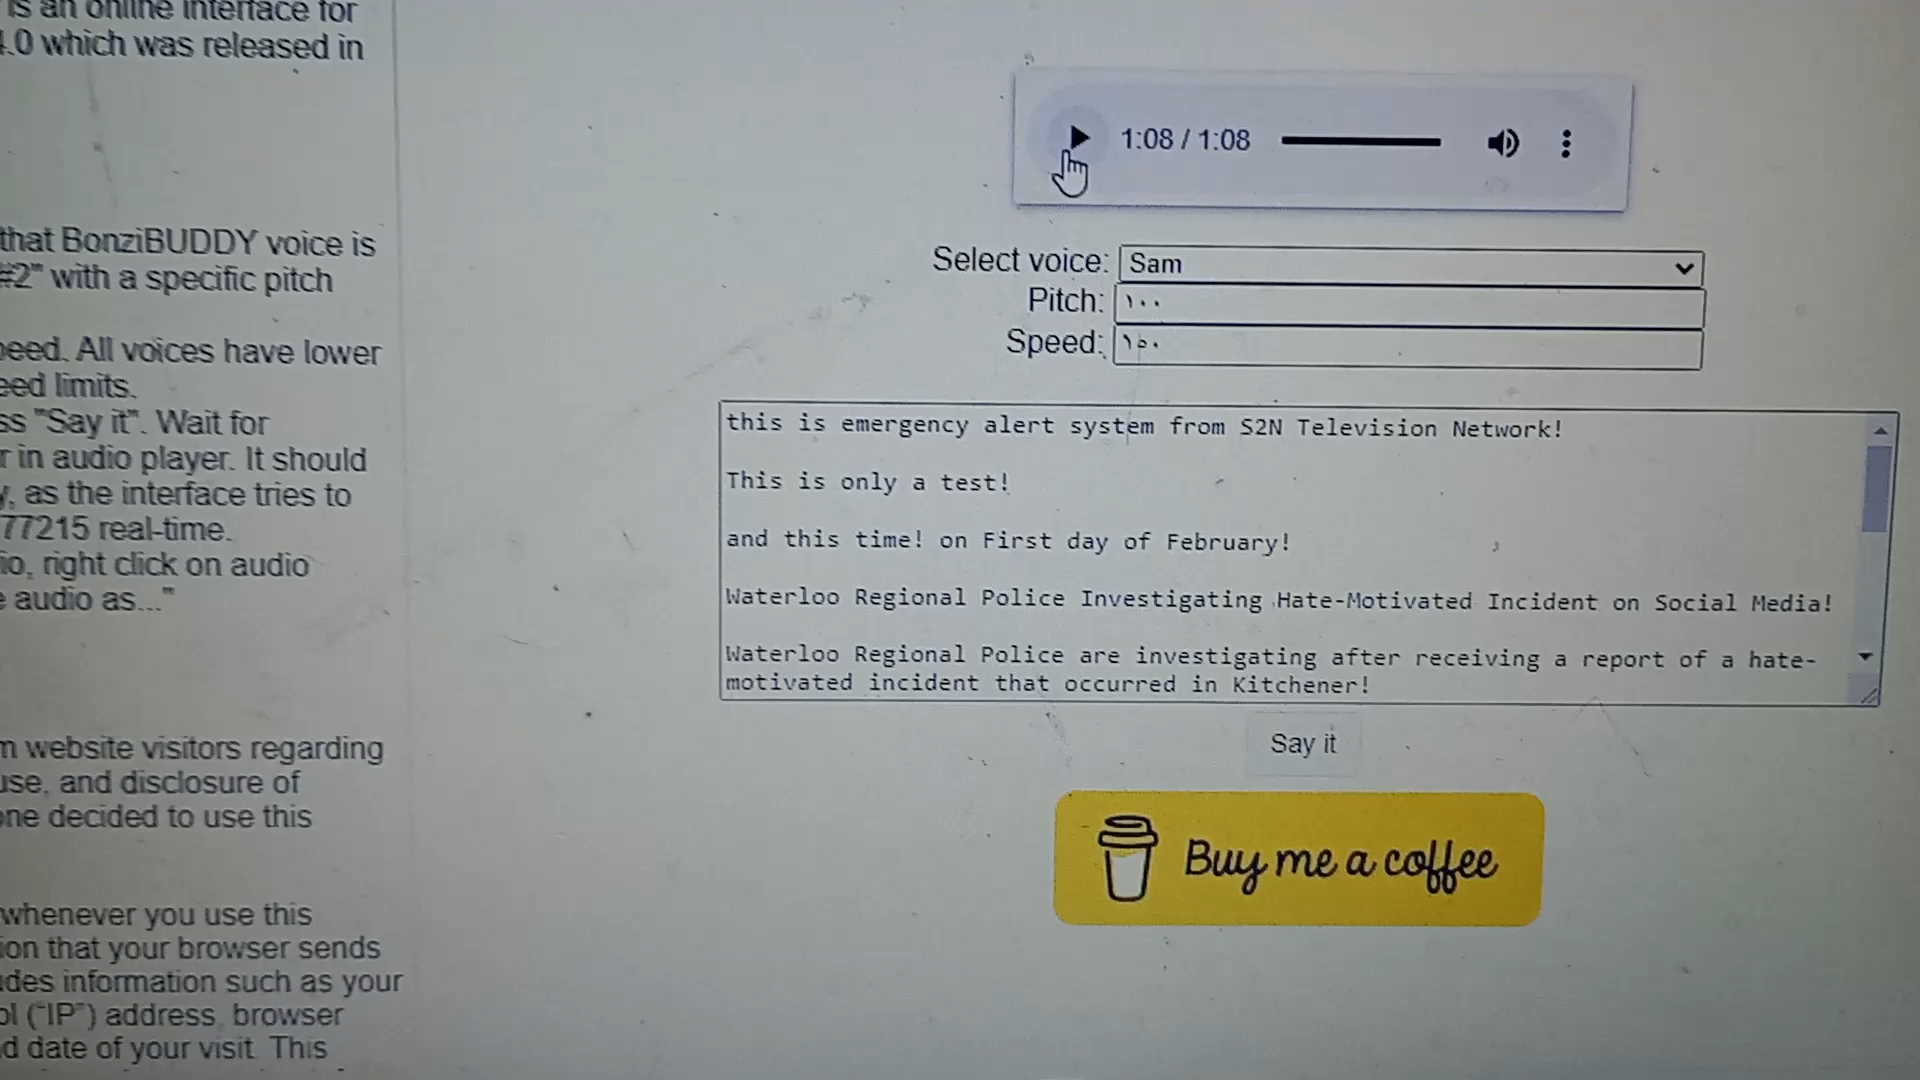 is an online interface for
4.0 which was released in
that BonziBUDDY voice is
#2" with a specific pitch
peed. All voices have lower
eed limits.
ss "Say it". Wait for
r in audio player. It should
y, as the interface tries to
77215 real-time.
io, right click on audio
e audio as..."
m website visitors regarding
use, and disclosure of
one decided to use this
whenever you use this
ion that your browser sends
udes information such as your
ol ("IP") address, browser
d date of your visit. This
1:08 / 1:08
Select voice: Sam
Pitch: ١٠٠
Speed: ١٥٠
this is emergency alert system from S2N Television Network!
This is only a test!
and this time! on First day of February!
Waterloo Regional Police Investigating Hate-Motivated Incident on Social Media!
Waterloo Regional Police are investigating after receiving a report of a hate-
motivated incident that occurred in Kitchener!
Say it
Buy me a coffee